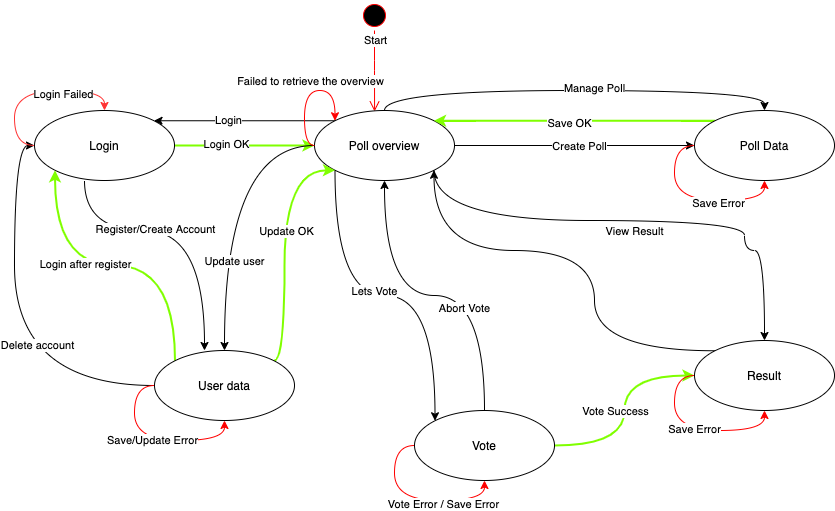 Start
Failed to retrieve the overview
Manage Poll
Login Failed
Login
Save OK
Login
Login OK
Poll overview
Create Poll
Poll Data
Save Error
Register/Create Account
Update OK
View Result
Login after register
Update user
Lets Vote
Abort Vote
Delete account
User data
Result
Vote Success
Save Error
Save/Update Error
Vote
Vote Error / Save Error